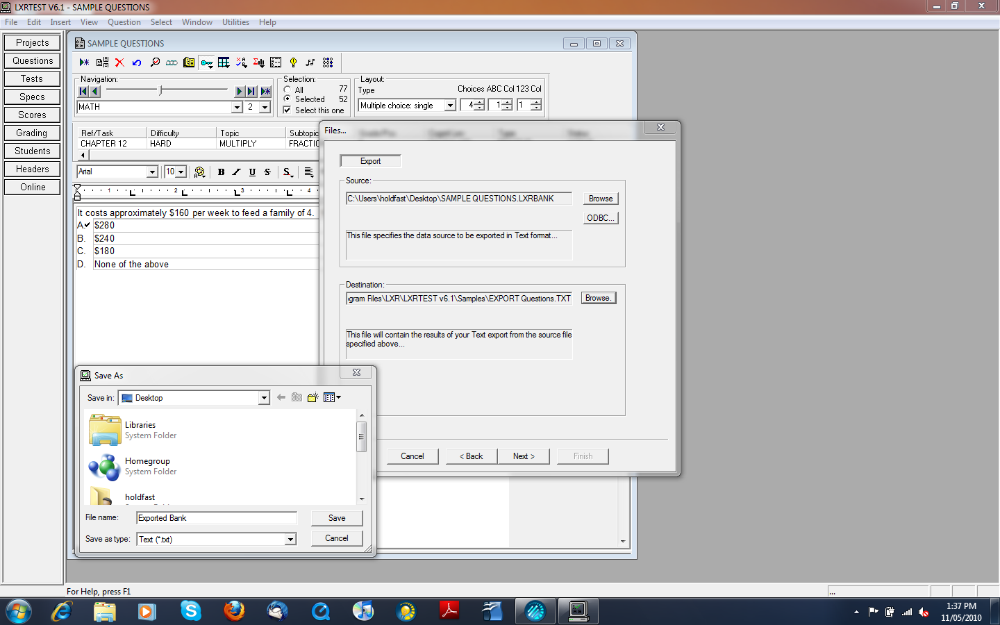 LXRTEST V6.1 - SAMPLE QUESTIONS
File Edit Insert View Question Select Window Utilities Help
Projects
Questions
Tests
Specs
Scores
Grading
Students
Headers
Online
SAMPLE QUESTIONS
Navigation:
MATH
2
Selection:
All 77
Selected 52
Select this one
Layout:
Type Choices ABC Col 123 Col
Multiple choice: single 4 1 1
Ref/Task Difficulty Topic Subtopic
CHAPTER 12 HARD MULTIPLY
Arial 10 B I U S S
1 2 3 4
It costs approximately $160 per week to feed a family of 4.
A. $280
B. $240
C. $180
D. None of the above
Files...
Export
Source:
C:\Users\holdfast\Desktop\SAMPLE QUESTIONS.LXRBANK
Browse
ODBC...
This file specifies the data source to be exported in Text format...
Destination:
ogram Files\LXR\LXRTEST v6.1\Samples\EXPORT Questions.TXT
Browse.
This file will contain the results of your Text export from the source file
specified above...
Cancel < Back Next > Finish
Save As
Save in: Desktop
Libraries
System Folder
Homegroup
System Folder
holdfast
File name: Exported Bank Save
Save as type: Text (*.txt) Cancel
For Help, press F1
...
1:37 PM
11/05/2010